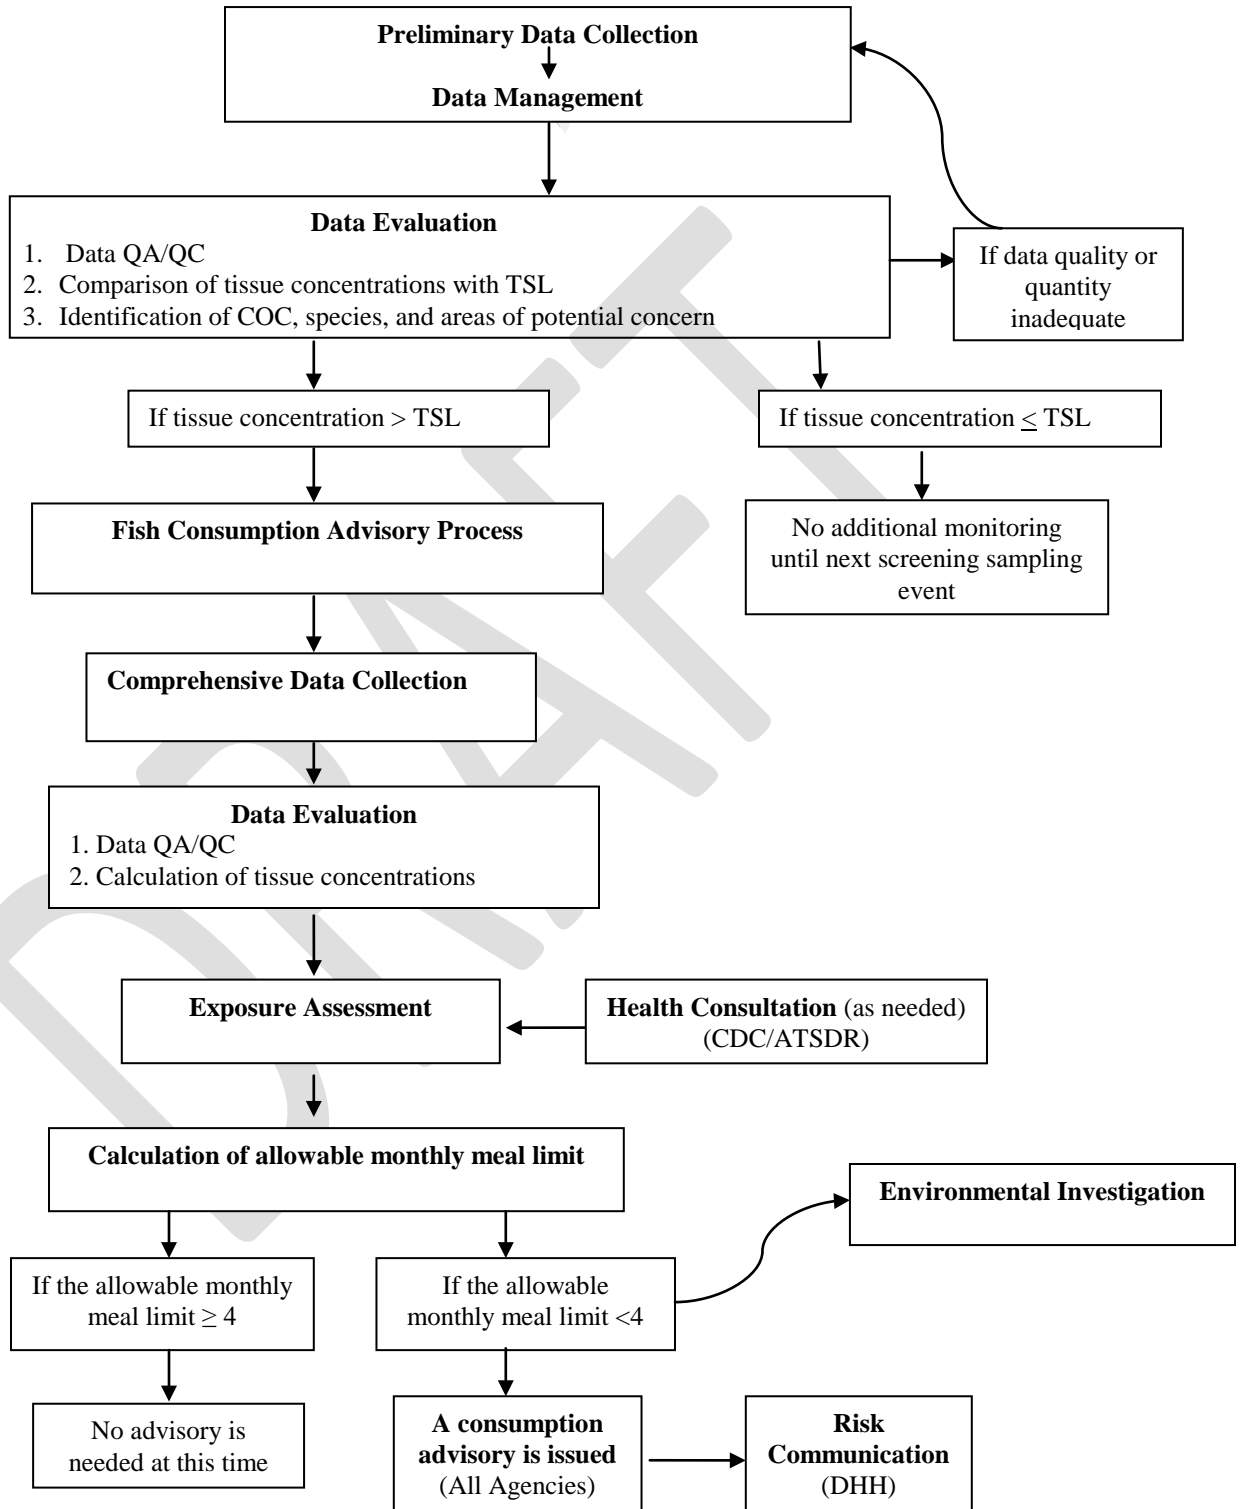 Preliminary Data Collection
Data Management
Data Evaluation
1. Data QA/QC
2. Comparison of tissue concentrations with TSL
3. Identification of COC, species, and areas of potential concern
If data quality or
quantity
inadequate
If tissue concentration > TSL
If tissue concentration ≤ TSL
Fish Consumption Advisory Process
No additional monitoring
until next screening sampling
event
Comprehensive Data Collection
Data Evaluation
1. Data QA/QC
2. Calculation of tissue concentrations
Exposure Assessment
Health Consultation (as needed)
(CDC/ATSDR)
Calculation of allowable monthly meal limit
Environmental Investigation
If the allowable monthly
meal limit ≥ 4
If the allowable
monthly meal limit <4
No advisory is
needed at this time
A consumption
advisory is issued
(All Agencies)
Risk
Communication
(DHH)
DRAFT